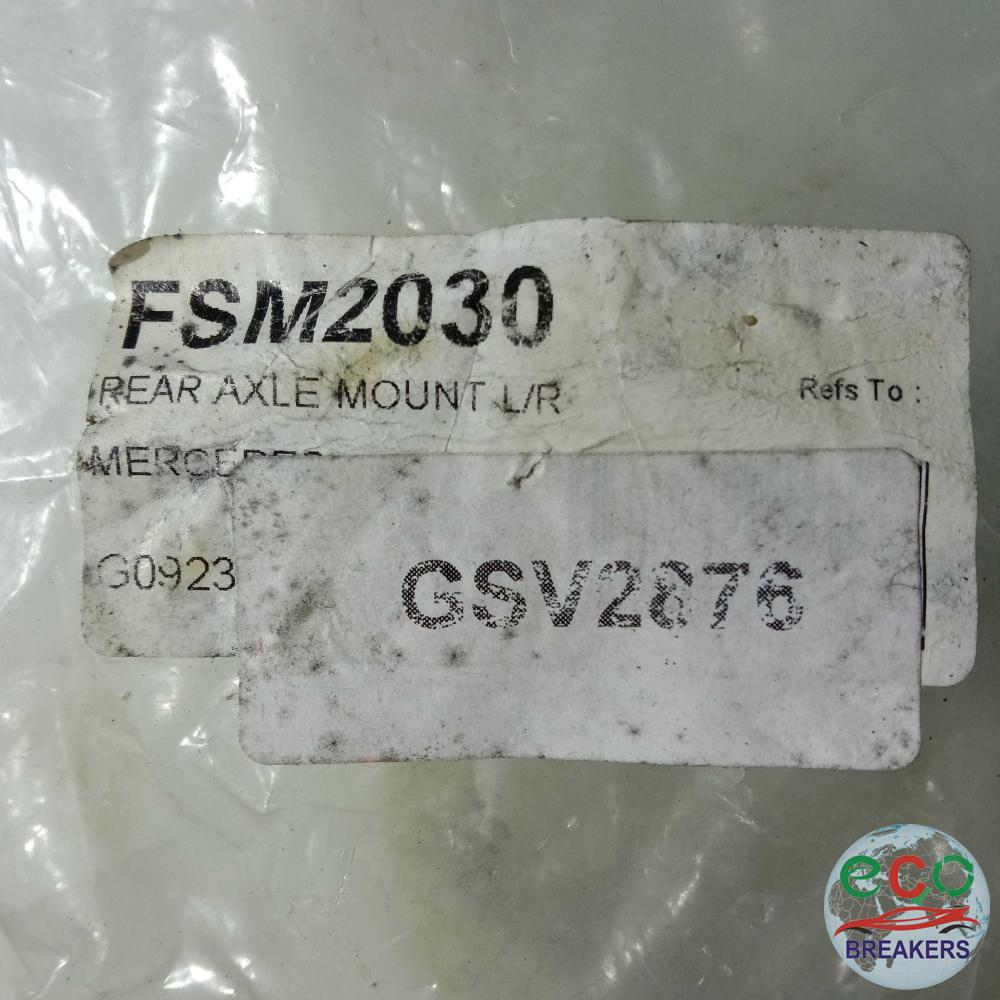 FSM2030
REAR AXLE MOUNT L/R
Refs To :
G0923
GSV2876
eco
BREAKERS